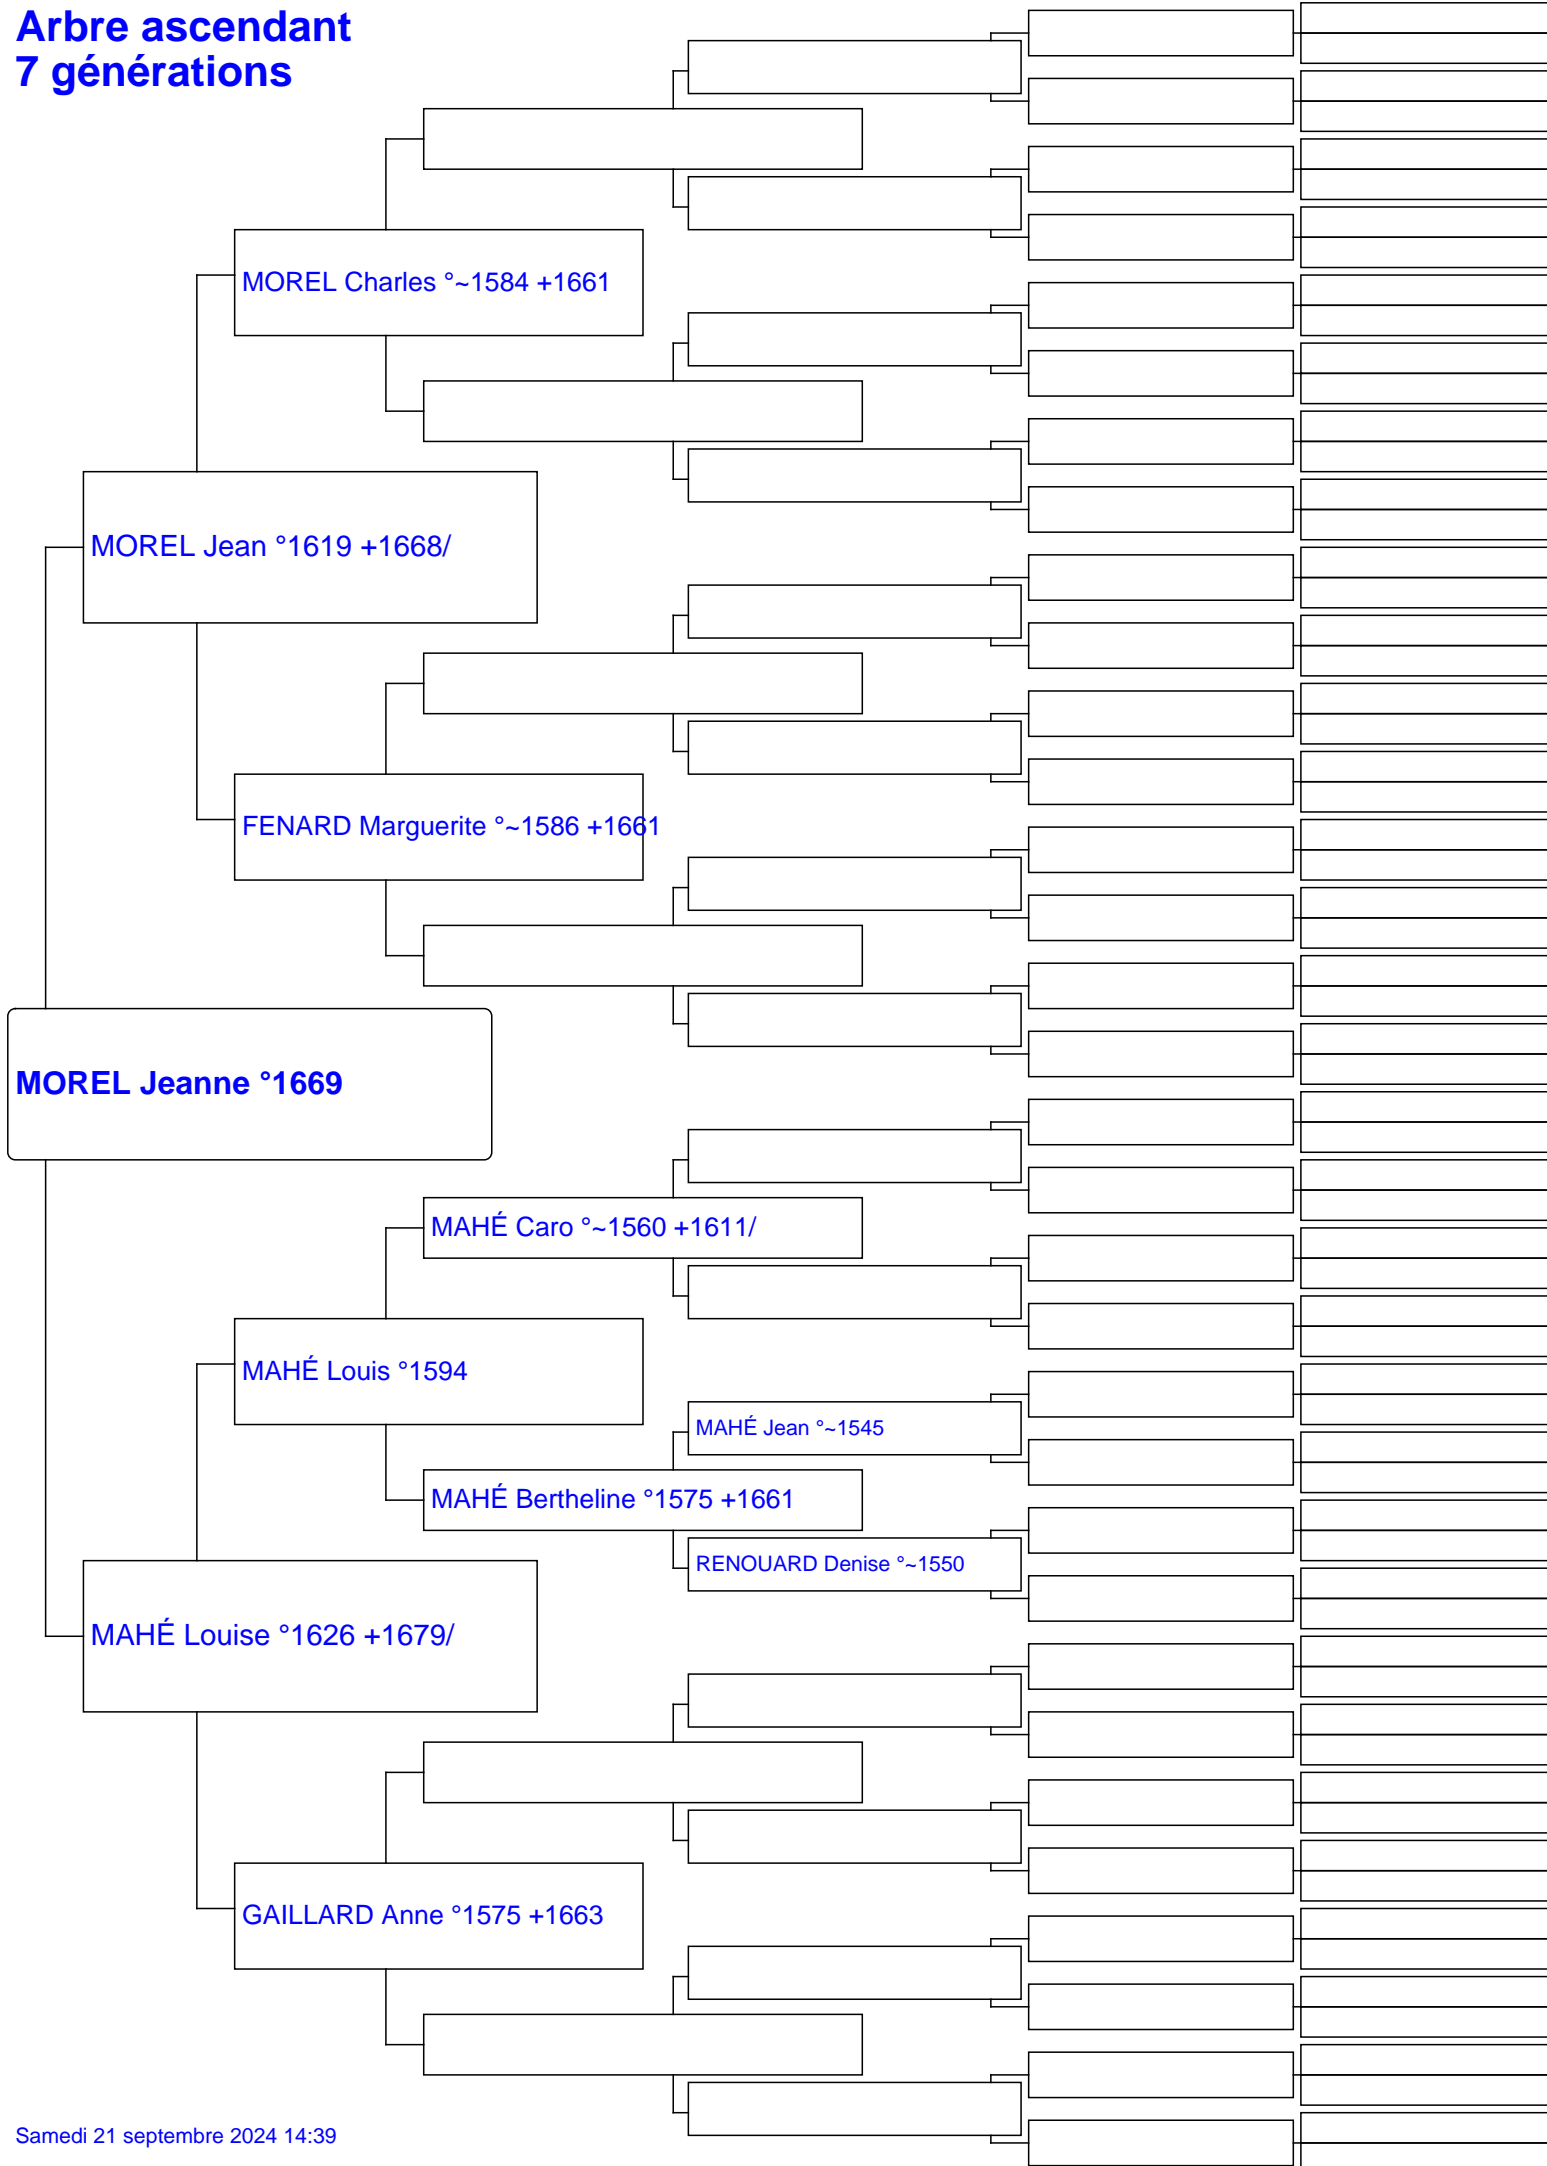 Arbre ascendant
7 générations
MOREL Charles °~1584 +1661
MOREL Jean °1619 +1668/
FENARD Marguerite °~1586 +1661
MOREL Jeanne °1669
MAHÉ Caro °~1560 +1611/
MAHÉ Louis °1594
MAHÉ Jean °~1545
MAHÉ Bertheline °1575 +1661
RENOUARD Denise °~1550
MAHÉ Louise °1626 +1679/
GAILLARD Anne °1575 +1663
Samedi 21 septembre 2024 14:39